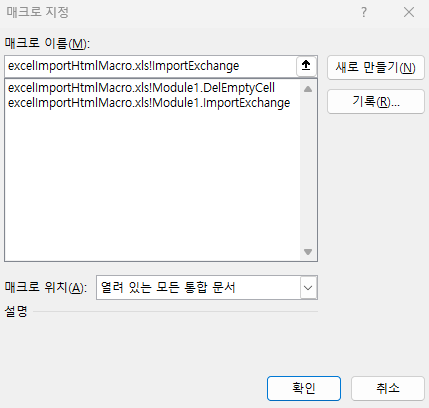 매크로 지정
매크로 이름(M):
excelImportHtmlMacro.xls!ImportExchange
새로 만들기(N)
excelImportHtmlMacro.xls!Module1.DelEmptyCell
excelImportHtmlMacro.xls!Module1.ImportExchange
기록(R)...
매크로 위치(A): 열려 있는 모든 통합 문서
설명
확인
취소